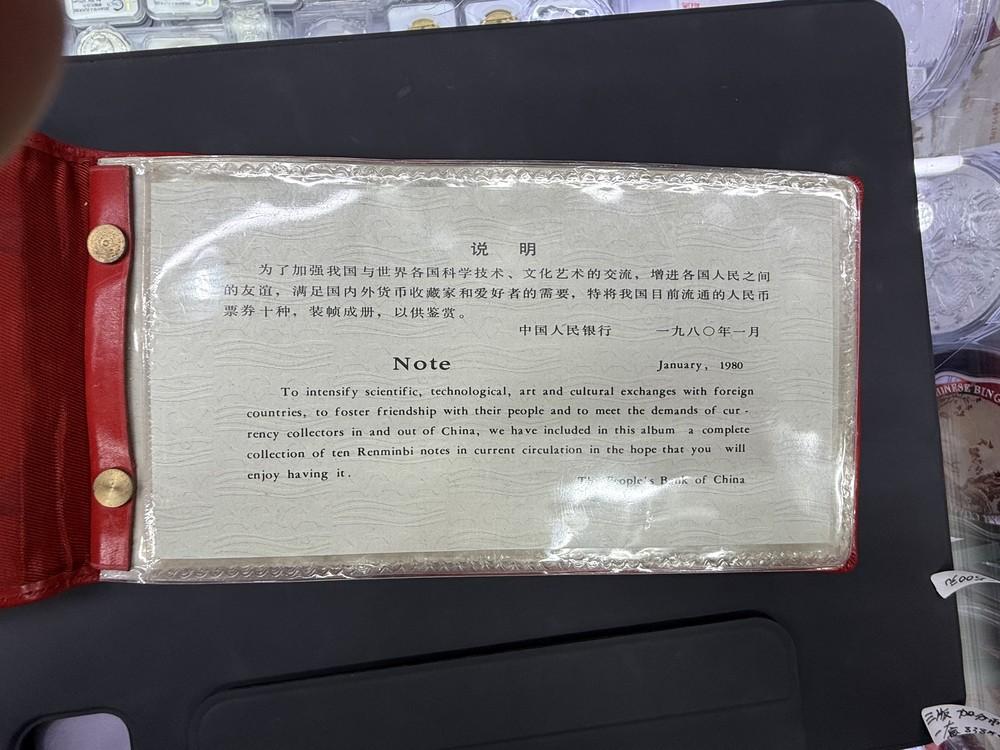 说 明
为了加强我国与世界各国科学技术、文化艺术的交流，增进各国人民之间
的友谊，满足国内外货币收藏家和爱好者的需要，特将我国目前流通的人民币
票券十种，装帧成册，以供鉴赏。
中国人民银行 一九八〇年一月
Note January, 1980
To intensify scientific, technological, art and cultural exchanges with foreign
countries, to foster friendship with their people and to meet the demands of cur-
rency collectors in and out of China, we have included in this album a complete
collection of ten Renminbi notes in current circulation in the hope that you will
enjoy having it.
The People's Bank of China
三版